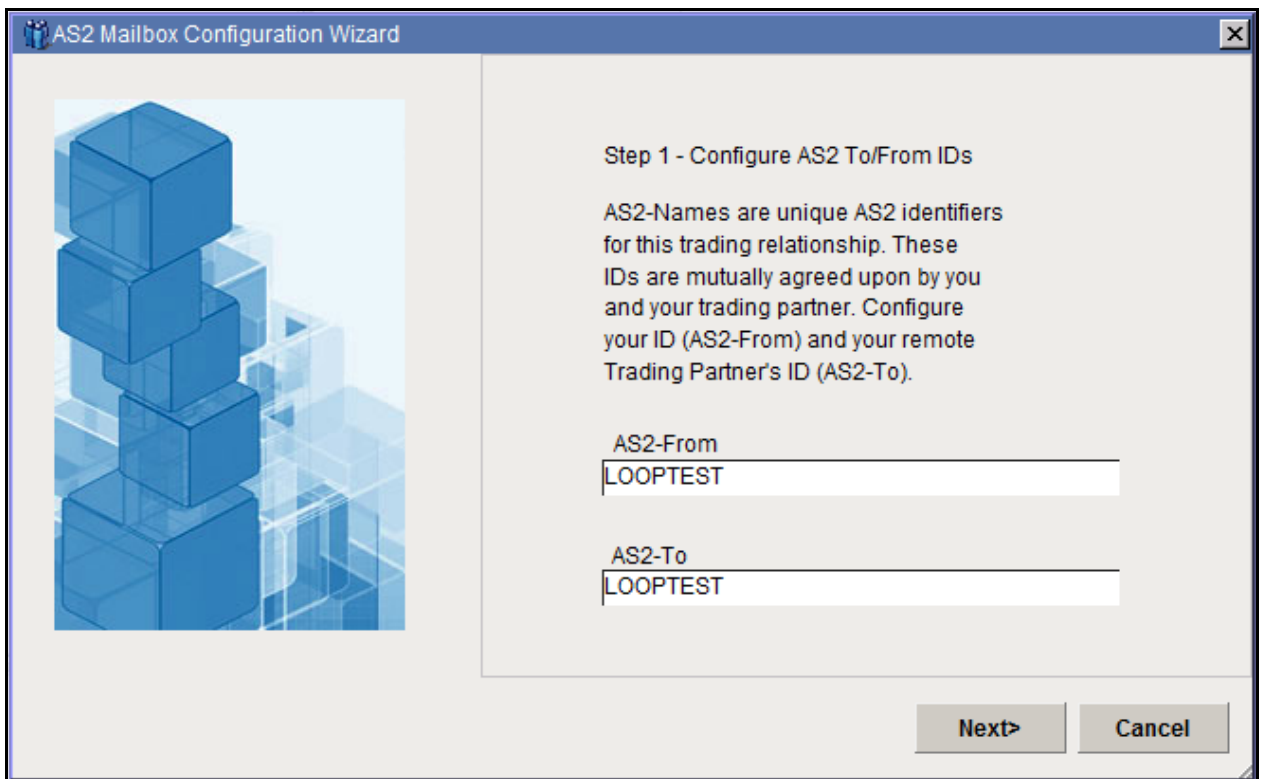 AS2 Mailbox Configuration Wizard
Step 1 - Configure AS2 To/From IDs
AS2-Names are unique AS2 identifiers
for this trading relationship. These
IDs are mutually agreed upon by you
and your trading partner. Configure
your ID (AS2-From) and your remote
Trading Partner's ID (AS2-To).
AS2-From
LOOPTEST
AS2-To
LOOPTEST
Next>
Cancel